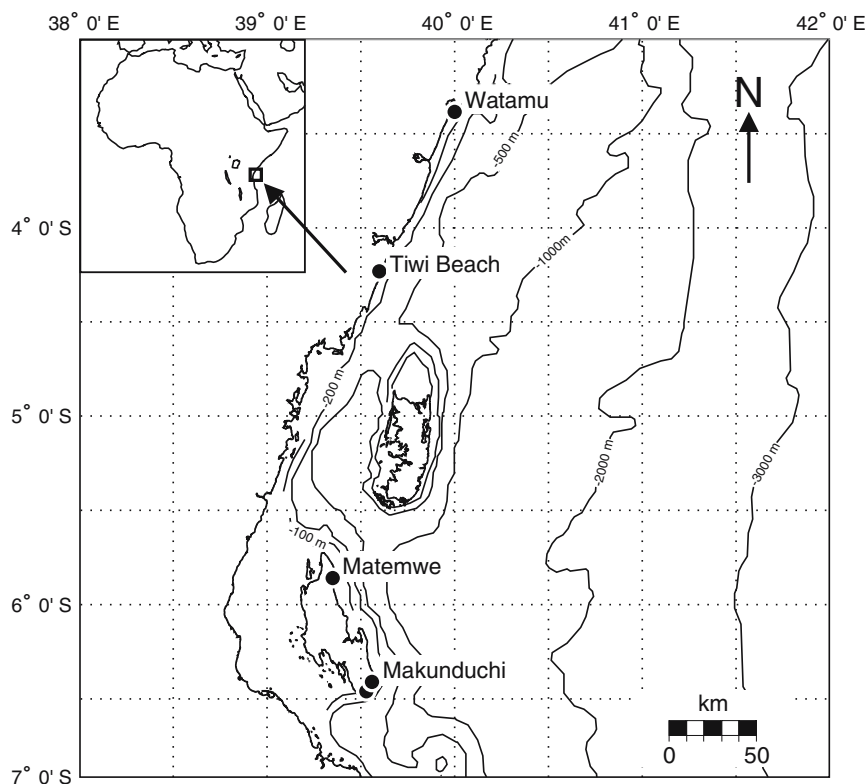 38° 0' E 39° 0' E 40° 0' E 41° 0' E 42° 0' E
N
Watamu
-500 m
4° 0' S
-1000m
Tiwi Beach
-200 m
5° 0' S
-2000 m
-3000 m
-100 m
Matemwe
6° 0' S
Makunduchi
km
0 50
7° 0' S